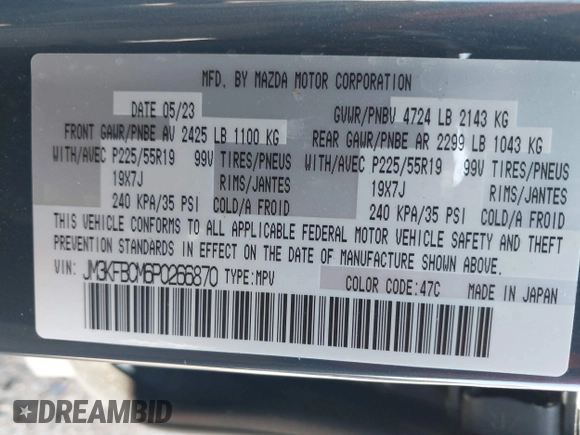 MFD. BY MAZDA MOTOR CORPORATION
DATE 05/23 GVWR/PNBV 4724 LB 2143 KG
FRONT GAWR/PNBE AV 2425 LB 1100 KG REAR GAWR/PNBE AR 2299 LB 1043 KG
WITH/AVEC P225/55R19 99V TIRES/PNEUS WITH/AVEC P225/55R19 99V TIRES/PNEUS
19X7J RIMS/JANTES 19X7J RIMS/JANTES
240 KPA/35 PSI COLD/A FROID 240 KPA/35 PSI COLD/A FROID
THIS VEHICLE CONFORMS TO ALL APPLICABLE FEDERAL MOTOR VEHICLE SAFETY AND THEFT
PREVENTION STANDARDS IN EFFECT ON THE DATE OF MANUFACTURE SHOWN ABOVE.
VIN: JM3KFBCM6P0266870 TYPE:MPV
COLOR CODE:47C MADE IN JAPAN
DREAMBID